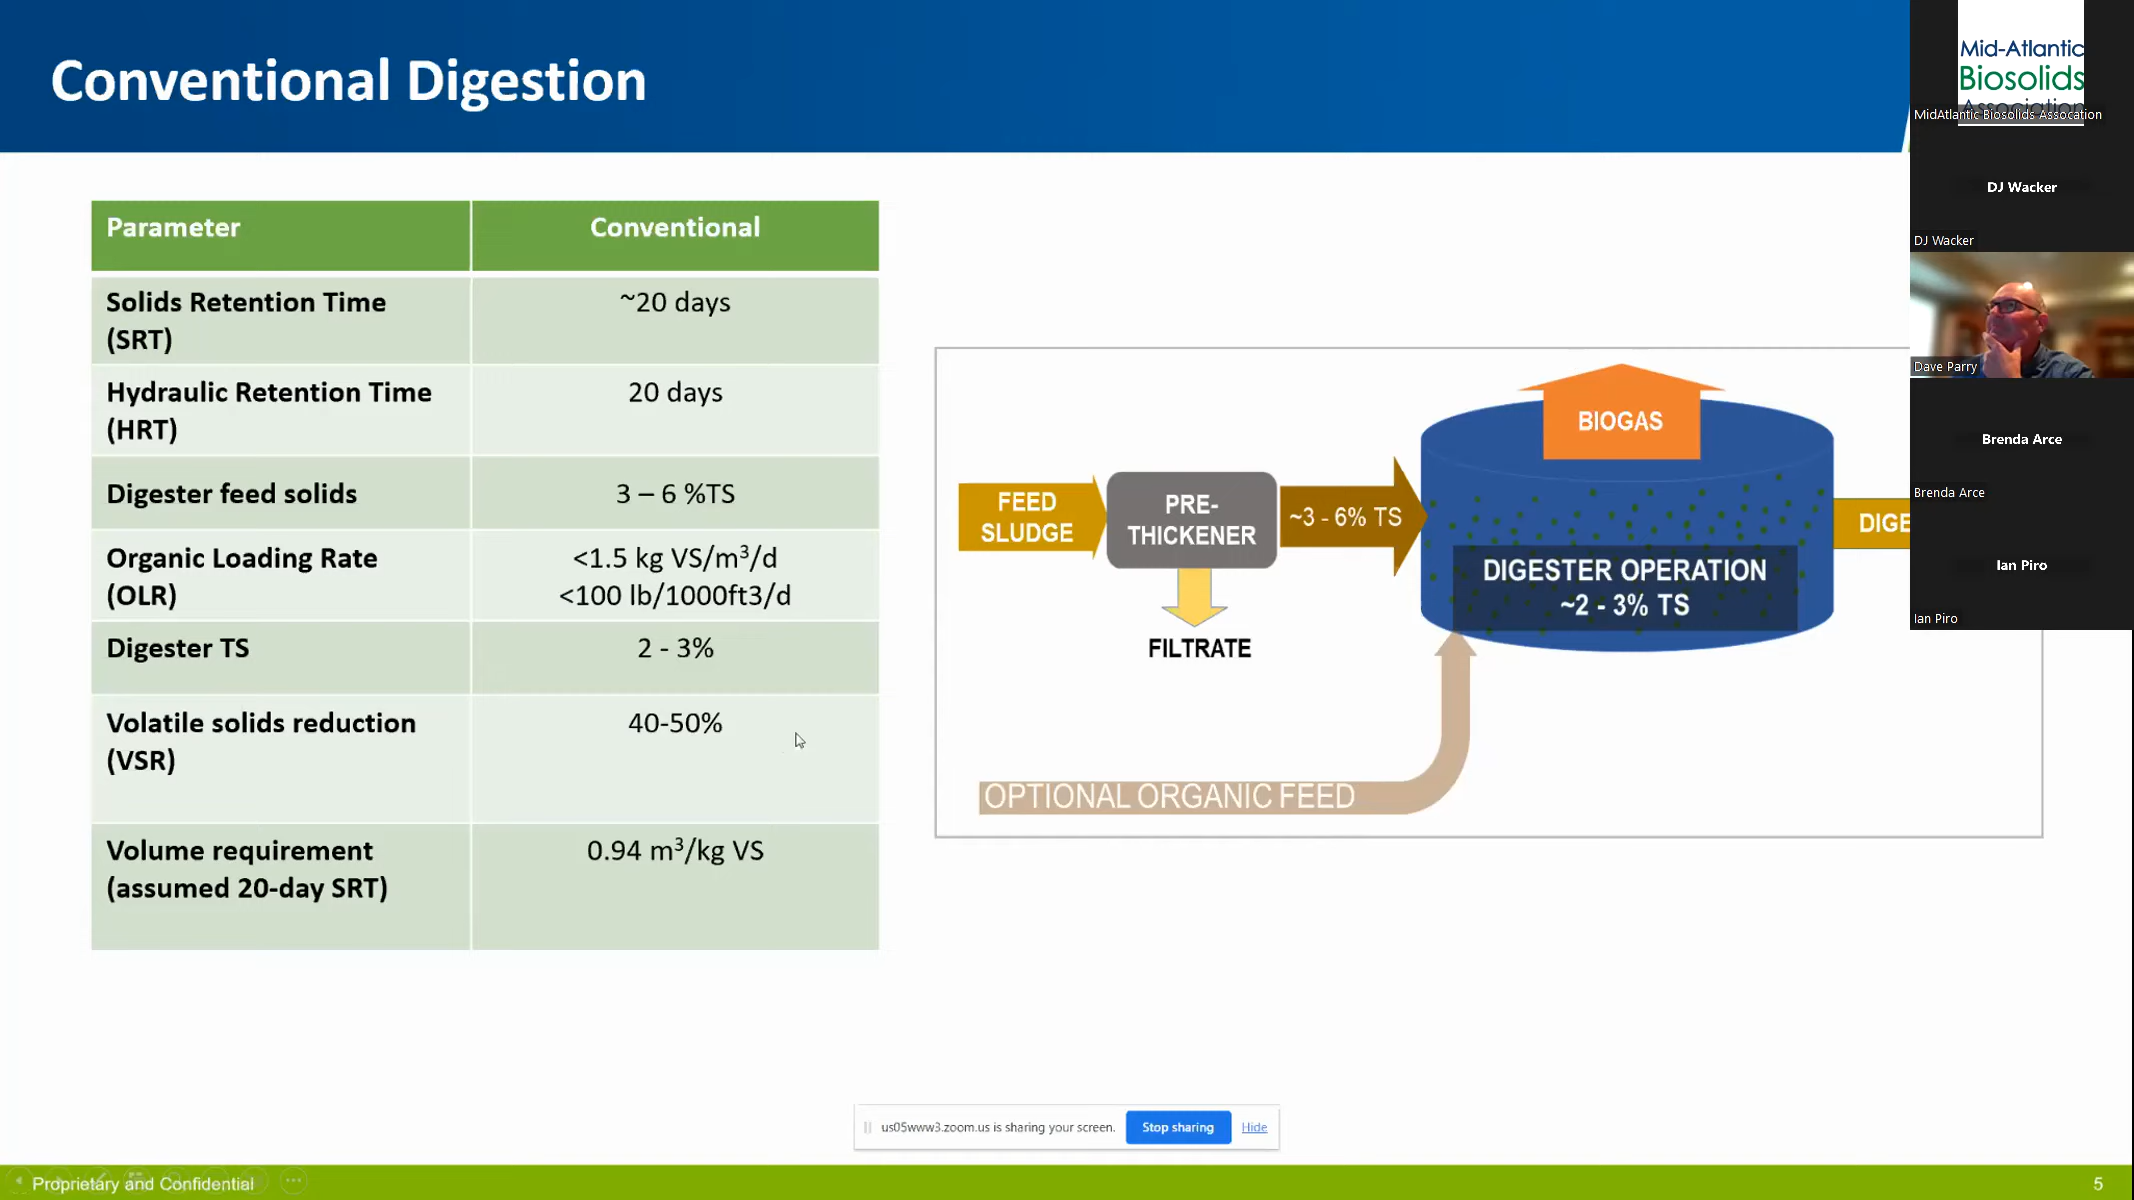 Conventional Digestion
Parameter
Conventional
Solids Retention Time
(SRT)
~20 days
Hydraulic Retention Time
(HRT)
20 days
Digester feed solids
3 – 6 %TS
Organic Loading Rate
(OLR)
<1.5 kg VS/m³/d
<100 lb/1000ft3/d
Digester TS
2 - 3%
Volatile solids reduction
(VSR)
40-50%
Volume requirement
(assumed 20-day SRT)
0.94 m³/kg VS
FEED
SLUDGE
PRE-
THICKENER
~3 - 6% TS
FILTRATE
BIOGAS
DIGESTER OPERATION
~2 - 3% TS
DIGE
OPTIONAL ORGANIC FEED
Mid-Atlantic
Biosolids
Association
MidAtlantic Biosolids Assocation
DJ Wacker
DJ Wacker
Dave Parry
Brenda Arce
Brenda Arce
Ian Piro
Ian Piro
us05www3.zoom.us is sharing your screen.
Stop sharing
Hide
Proprietary and Confidential
5